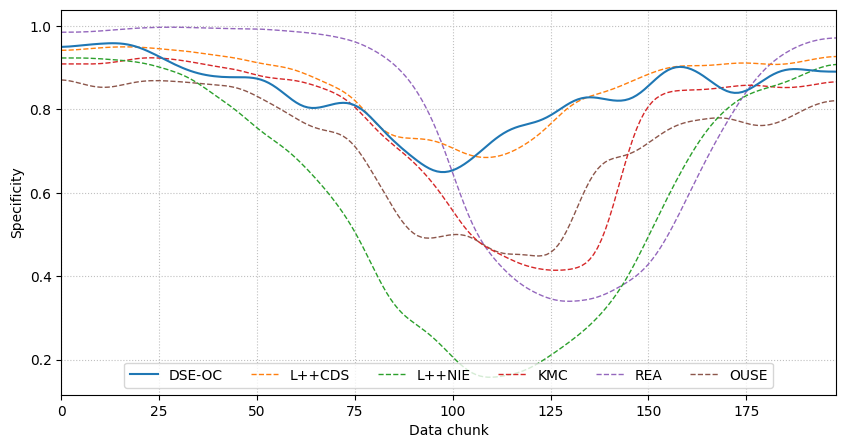 1.0
0.8
0.6
0.4
0.2
Specificity
DSE-OC L++CDS L++NIE KMC REA OUSE
0 25 50 75 100 125 150 175
Data chunk